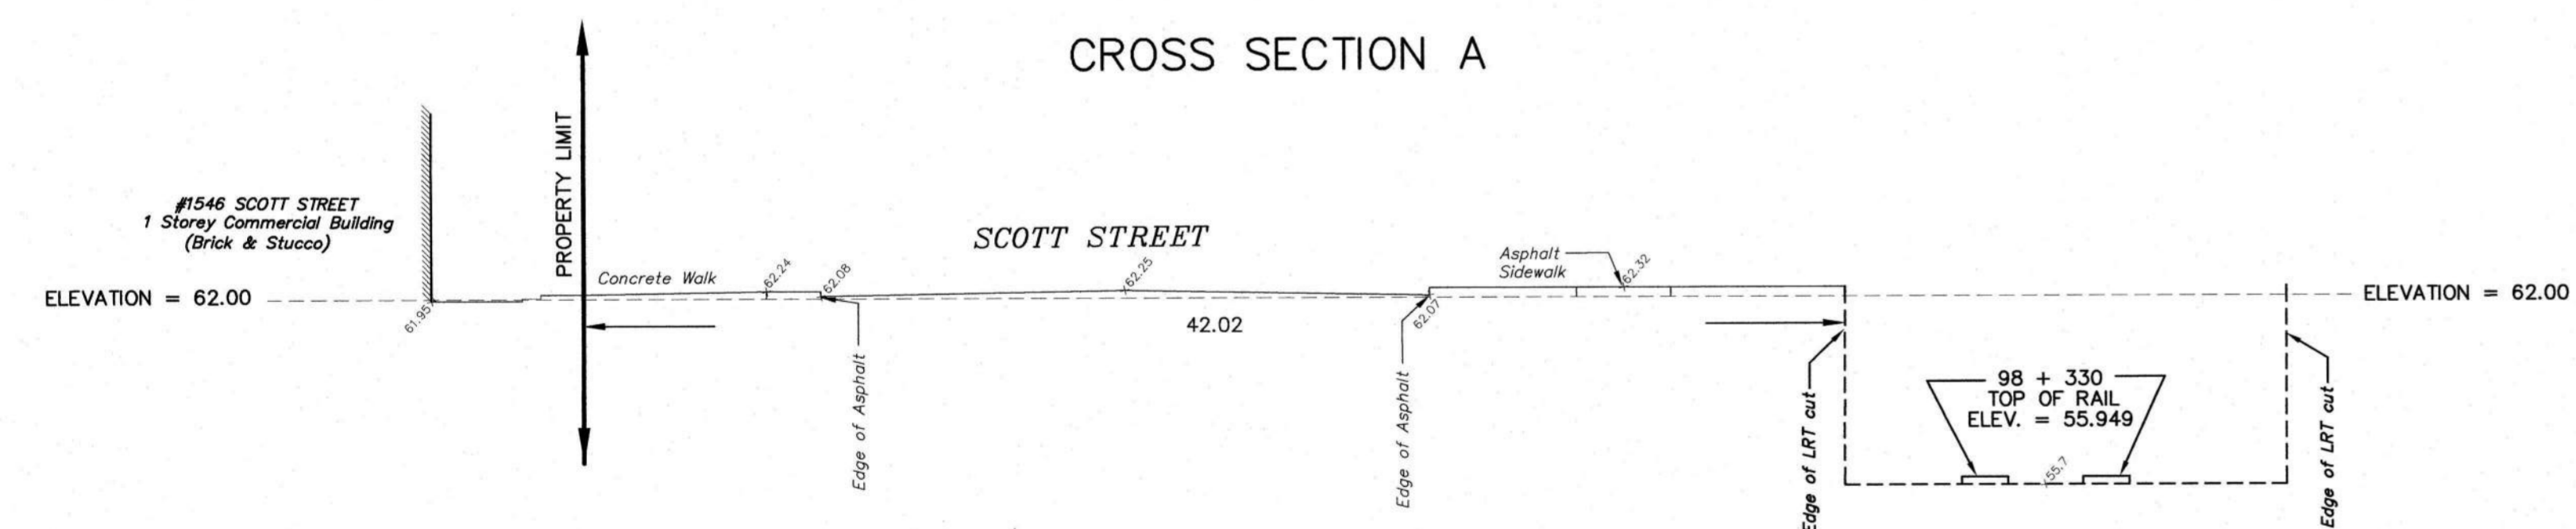 CROSS SECTION A
PROPERTY LIMIT
#1546 SCOTT STREET
1 Storey Commercial Building
(Brick & Stucco)
SCOTT STREET
Concrete Walk
62.24
62.08
62.25
Asphalt
Sidewalk
62.32
ELEVATION = 62.00
61.95
42.02
62.07
ELEVATION = 62.00
Edge of Asphalt
Edge of Asphalt
Edge of LRT cut
98 + 330
TOP OF RAIL
ELEV. = 55.949
55.7
Edge of LRT cut